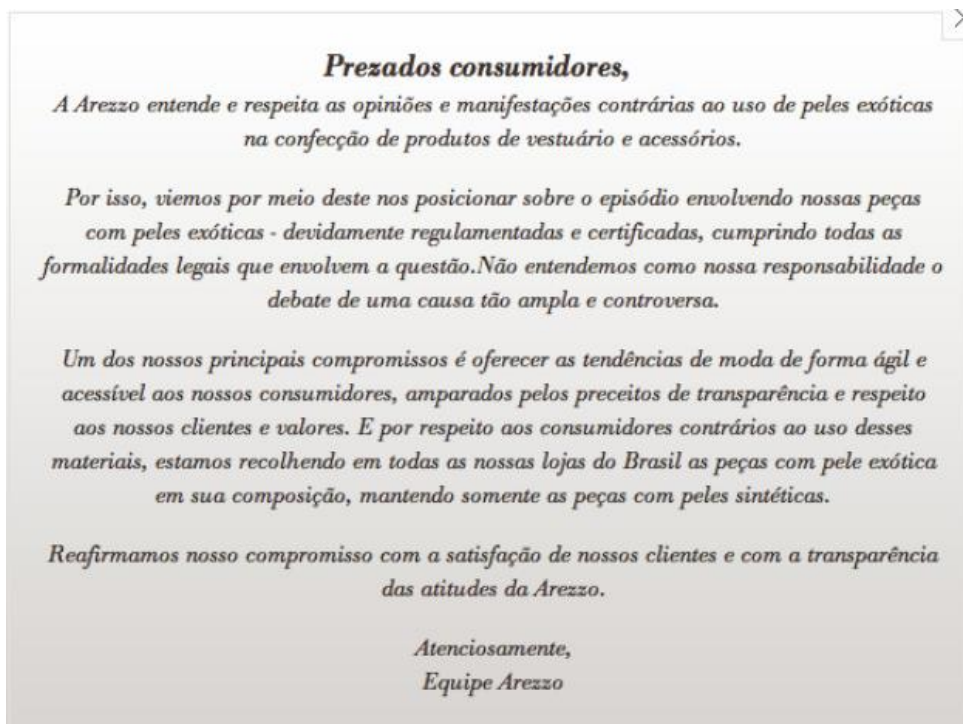 Prezados consumidores,
A Arezzo entende e respeita as opiniões e manifestações contrárias ao uso de peles exóticas
na confecção de produtos de vestuário e acessórios.
Por isso, viemos por meio deste nos posicionar sobre o episódio envolvendo nossas peças
com peles exóticas - devidamente regulamentadas e certificadas, cumprindo todas as
formalidades legais que envolvem a questão.Não entendemos como nossa responsabilidade o
debate de uma causa tão ampla e controversa.
Um dos nossos principais compromissos é oferecer as tendências de moda de forma ágil e
acessível aos nossos consumidores, amparados pelos preceitos de transparência e respeito
aos nossos clientes e valores. E por respeito aos consumidores contrários ao uso desses
materiais, estamos recolhendo em todas as nossas lojas do Brasil as peças com pele exótica
em sua composição, mantendo somente as peças com peles sintéticas.
Reafirmamos nosso compromisso com a satisfação de nossos clientes e com a transparência
das atitudes da Arezzo.
Atenciosamente,
Equipe Arezzo